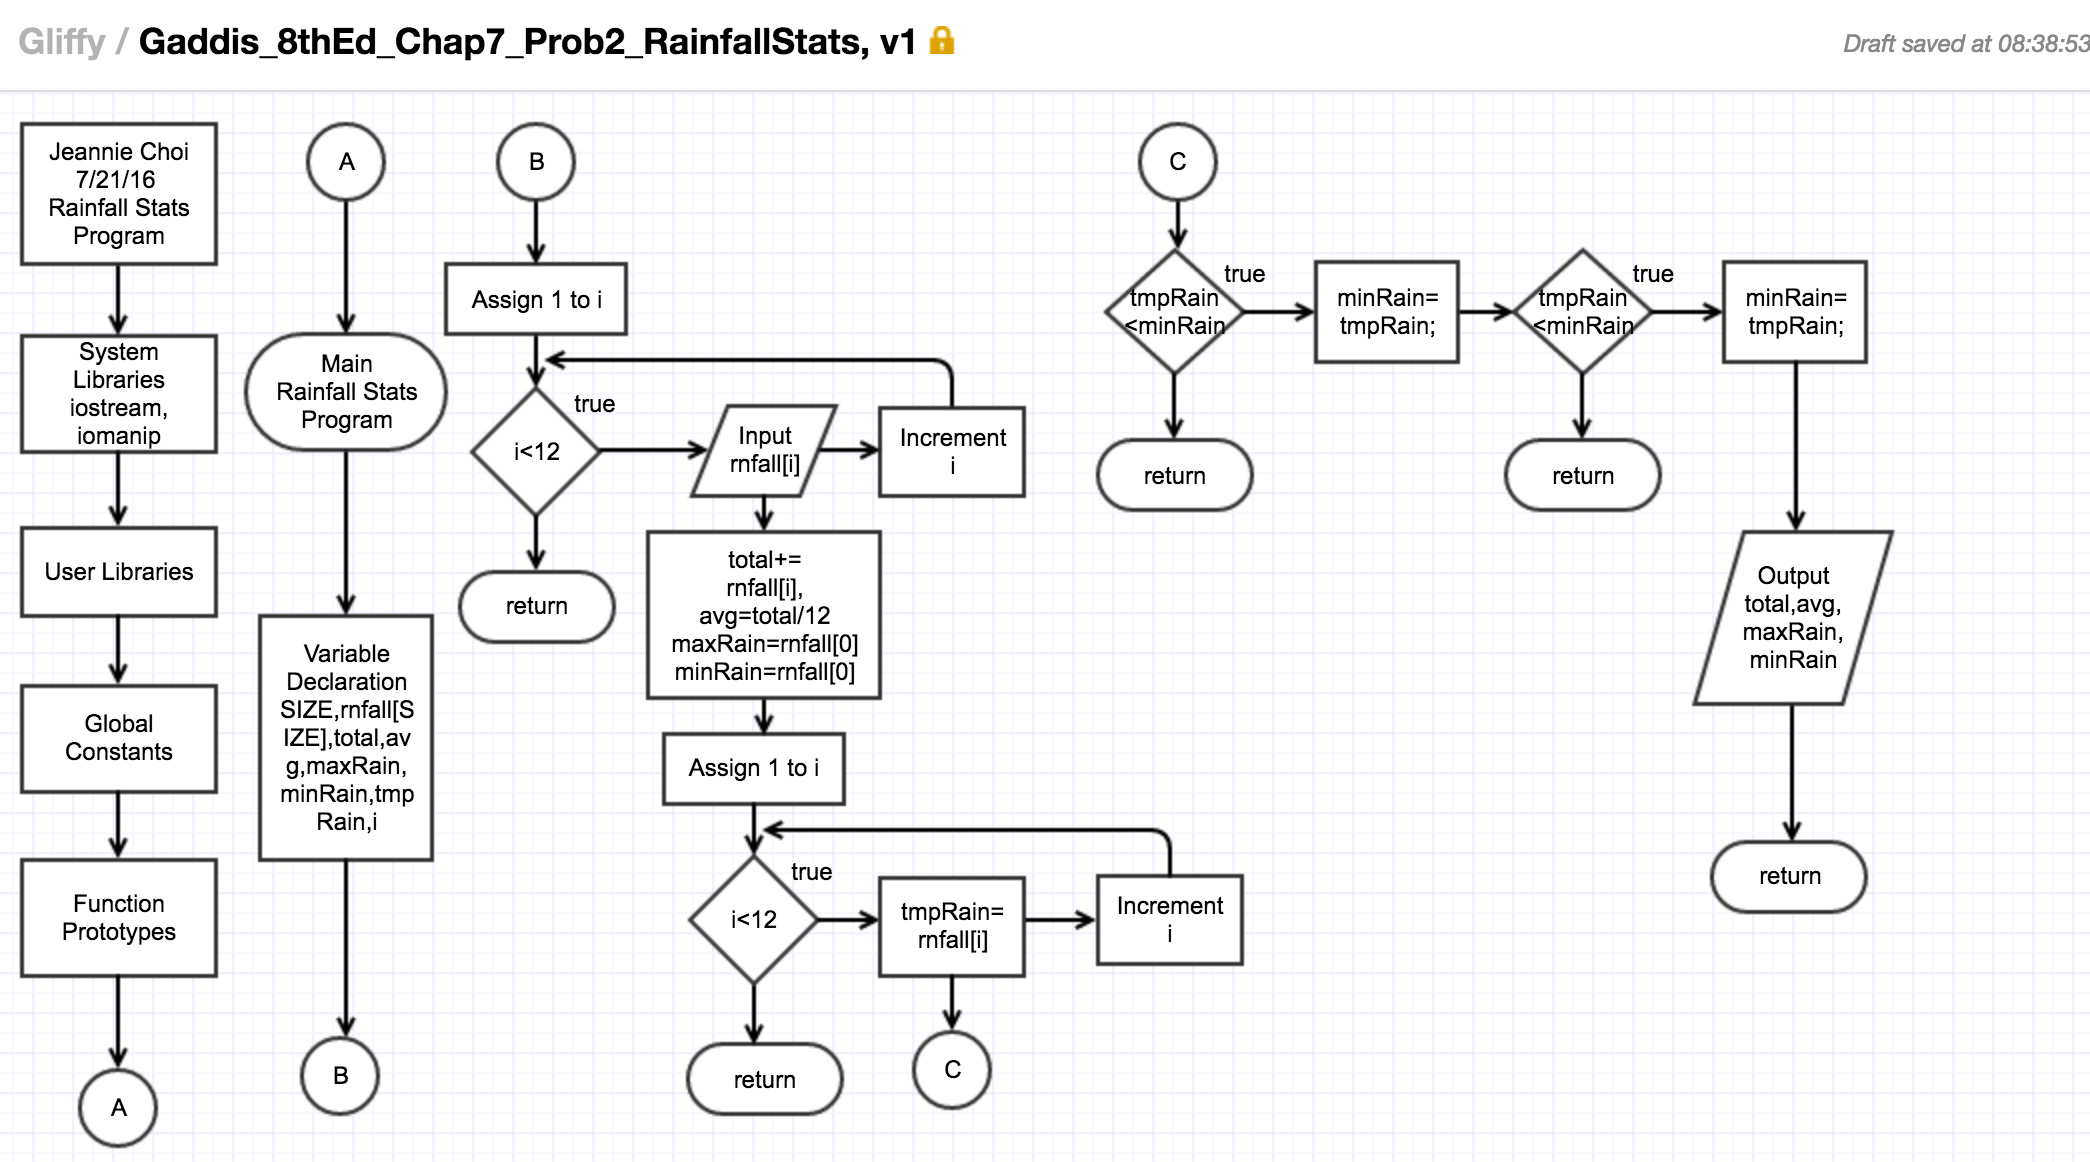 Gliffy / Gaddis_8thEd_Chap7_Prob2_RainfallStats, v1
Draft saved at 08:38:53
Jeannie Choi
7/21/16
Rainfall Stats
Program
System
Libraries
iostream,
iomanip
User Libraries
Global
Constants
Function
Prototypes
A
A
Main
Rainfall Stats
Program
Variable
Declaration
SIZE,rnfall[S
IZE],total,av
g,maxRain,
minRain,tmp
Rain,i
B
B
Assign 1 to i
i<12
true
return
Input
rnfall[i]
Increment
i
total+=
rnfall[i],
avg=total/12
maxRain=rnfall[0]
minRain=rnfall[0]
Assign 1 to i
i<12
true
return
tmpRain=
rnfall[i]
Increment
i
C
C
tmpRain
<minRain
true
return
minRain=
tmpRain;
tmpRain
<minRain
true
return
minRain=
tmpRain;
Output
total,avg,
maxRain,
minRain
return